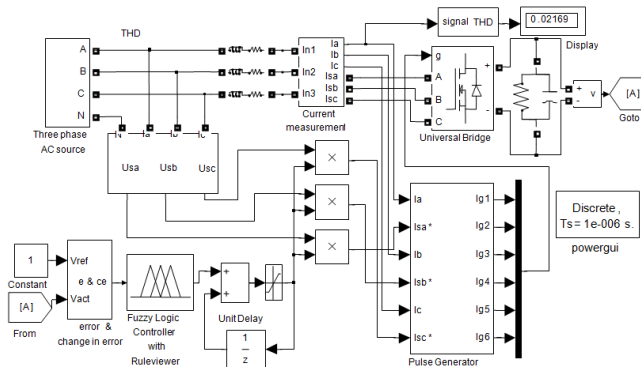 THD
signal THD
0.02169
Display
A
B
C
N
Three phase
AC source
In1
In2
In3
Ia
Ib
Ic
Isa
Isb
Isc
Current
measurement
g
A
B
C
+
-
Universal Bridge
+
-
v
[A]
Goto
N
Ia
Ic
Usa
Usb
Usc
×
×
×
Ia
Isa*
Ib
Isb*
Ic
Isc*
Ig1
Ig2
Ig3
Ig4
Ig5
Ig6
Pulse Generator
Discrete,
Ts= 1e-006 s.
powergui
1
Constant
[A]
From
Vref
e & ce
Vact
error &
change in error
Fuzzy Logic
Controller
with
Ruleviewer
+
+
Unit Delay
1
z